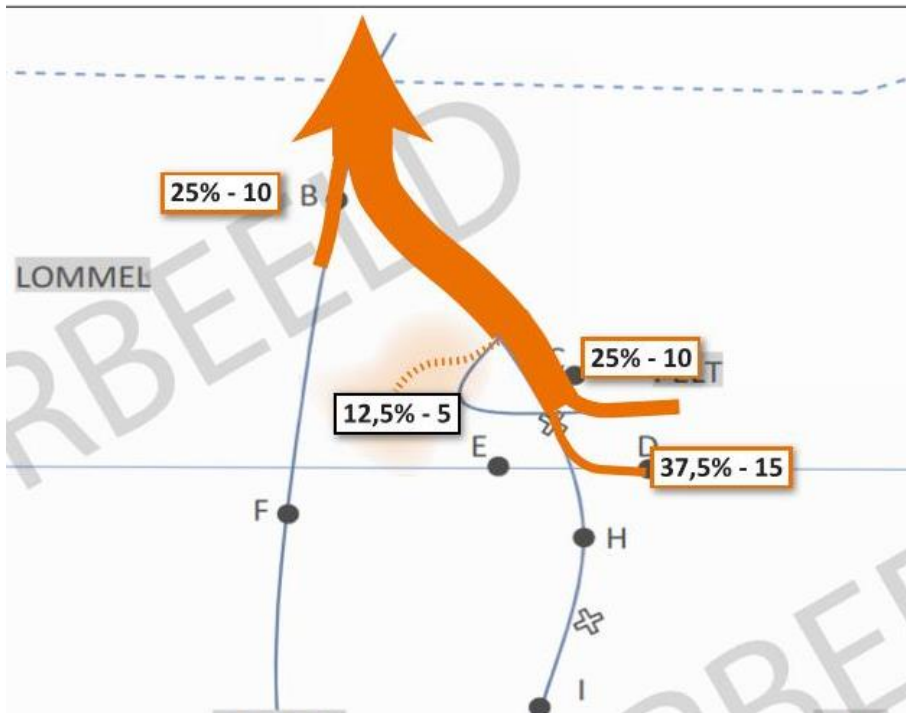 25% - 10
B
LOMMEL
RBEELD
25% - 10
12,5% - 5
E
D
37,5% - 15
F
H
I